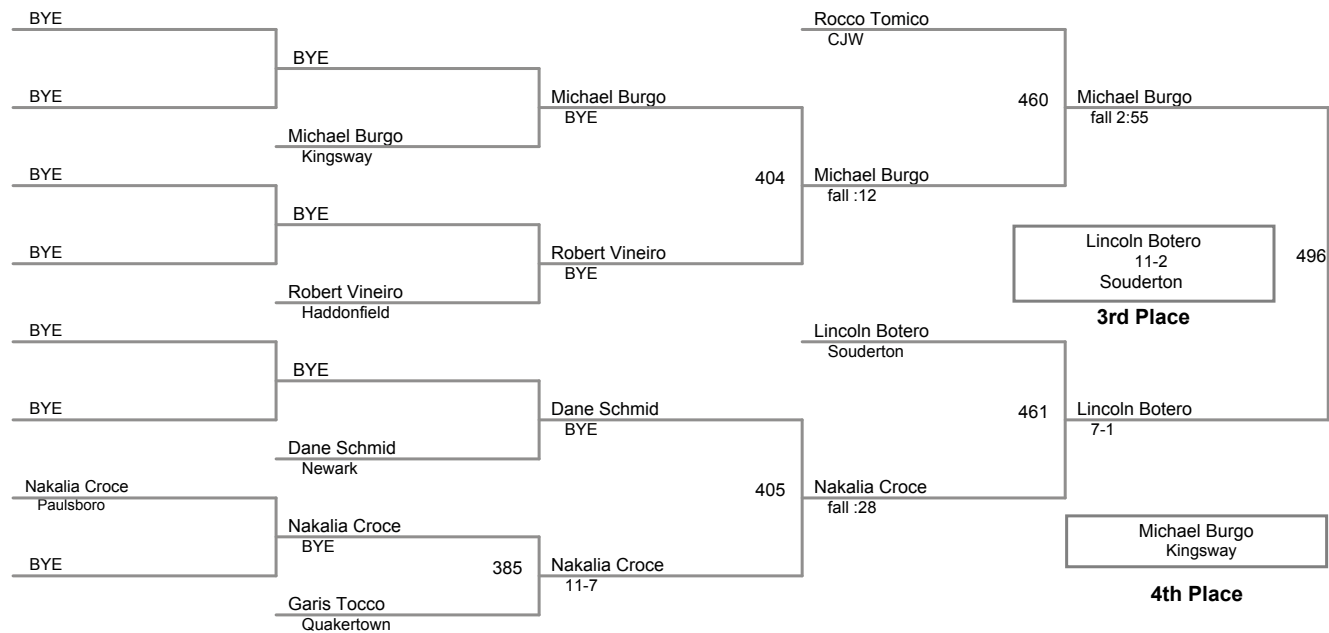 BYE
BYE
BYE
Michael Burgo
Kingsway
Michael Burgo
BYE
BYE
BYE
BYE
Robert Vineiro
Haddonfield
Robert Vineiro
BYE
404
Michael Burgo
fall :12
Rocco Tomico
CJW
460
Michael Burgo
fall 2:55
BYE
BYE
BYE
Dane Schmid
Newark
Dane Schmid
BYE
Nakalia Croce
Paulsboro
BYE
Nakalia Croce
BYE
Garis Tocco
Quakertown
385
Nakalia Croce
11-7
405
Nakalia Croce
fall :28
Lincoln Botero
Souderton
461
Lincoln Botero
7-1
496
Lincoln Botero
11-2
Souderton
3rd Place
Michael Burgo
Kingsway
4th Place